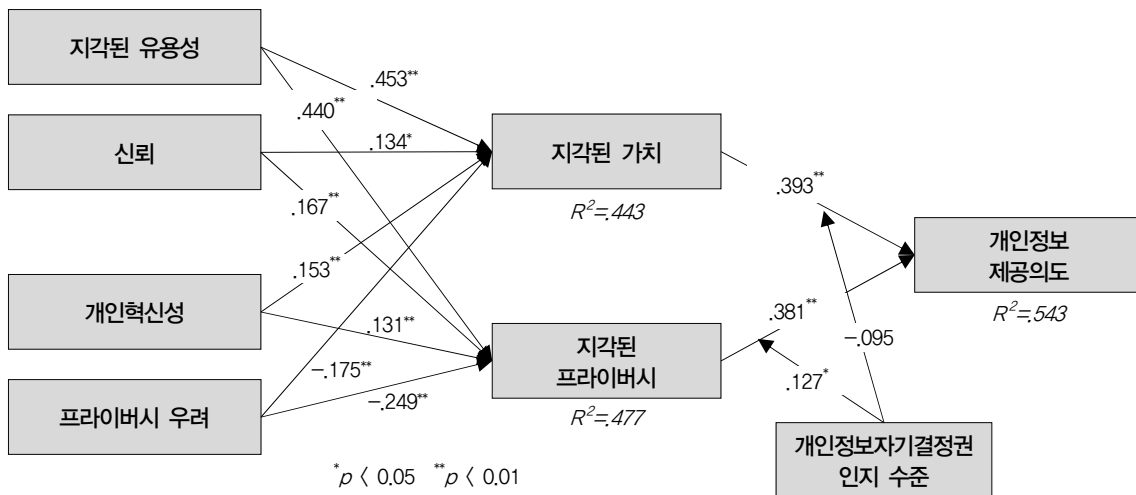 지각된 유용성
.453**
.440**
신뢰
.134*
지각된 가치
.167**
.393**
R²=.443
개인정보
제공의도
.153**
개인혁신성
R²=.543
.381**
.131**
지각된
프라이버시
-.095
-.175**
.127*
프라이버시 우려
-.249**
R²=.477
개인정보자기결정권
인지 수준
*p < 0.05 **p < 0.01